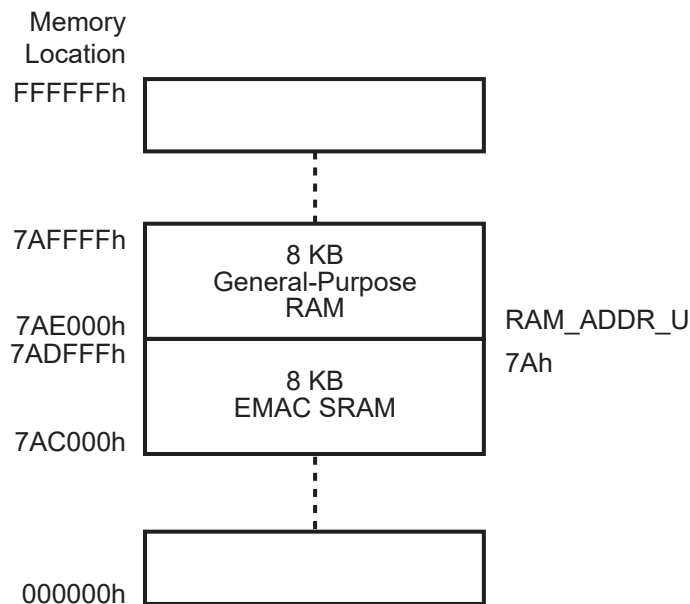 Memory
Location
FFFFFFh
7AFFFFh
8 KB
General-Purpose
RAM
7AE000h
RAM_ADDR_U
7ADFFFh
7Ah
8 KB
EMAC SRAM
7AC000h
000000h